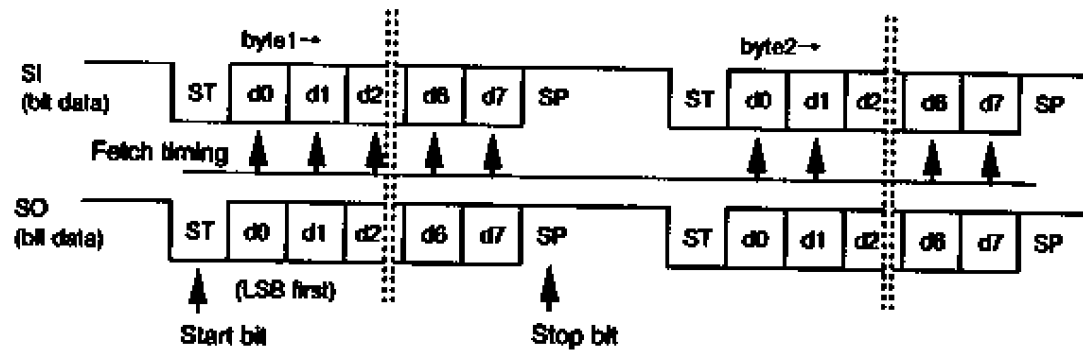 byte1→ byte2→
SI ST d0 d1 d2 d6 d7 SP ST d0 d1 d2 d6 d7 SP
(bit data)
Fetch timing
SO ST d0 d1 d2 d6 d7 SP ST d0 d1 d2 d6 d7 SP
(bit data)
(LSB first)
Start bit Stop bit